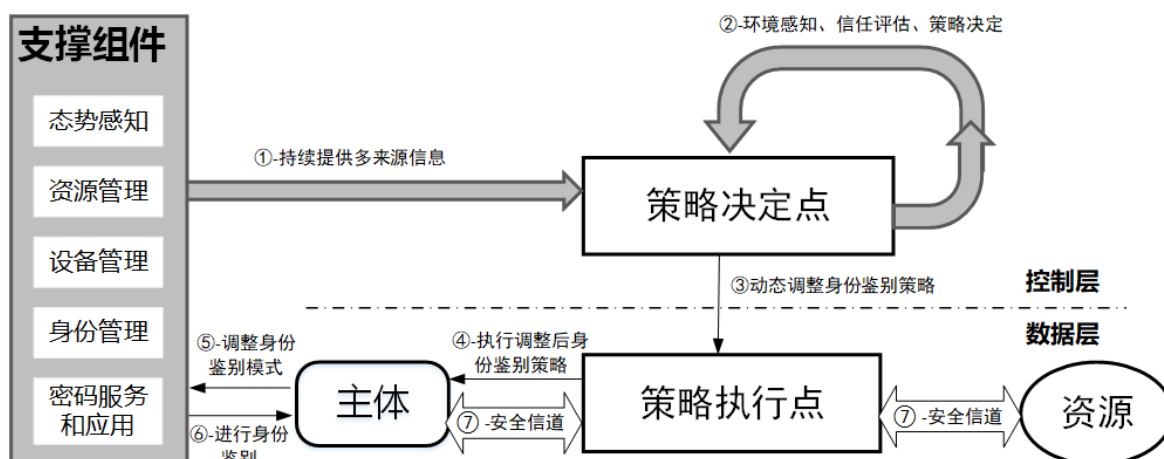 支撑组件
态势感知
资源管理
设备管理
身份管理
密码服务
和应用
①-持续提供多来源信息
②-环境感知、信任评估、策略决定
策略决定点
③动态调整身份鉴别策略
控制层
数据层
④-执行调整后身
份鉴别策略
⑤-调整身份
鉴别模式
主体
⑥-进行身份
鉴别
⑦-安全信道
策略执行点
⑦-安全信道
资源